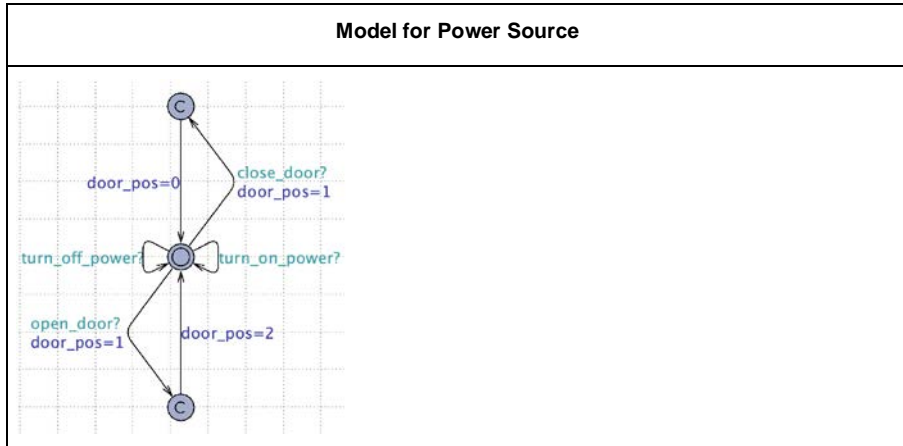 Model for Power Source
C
close_door?
door_pos=0
door_pos=1
turn_off_power?
turn_on_power?
open_door?
door_pos=1
door_pos=2
C